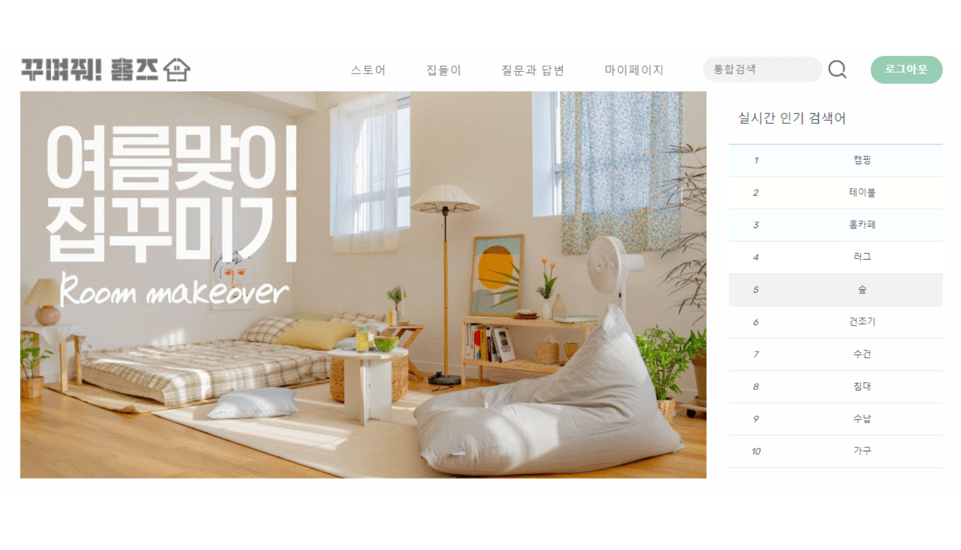 꾸며줘! 홈즈
스토어 집들이 질문과 답변 마이페이지 통합검색 로그아웃
여름맞이
집꾸미기
Room makeover
실시간 인기 검색어
1 캠핑
2 테이블
3 홈카페
4 러그
5 숲
6 건조기
7 수건
8 침대
9 수납
10 가구